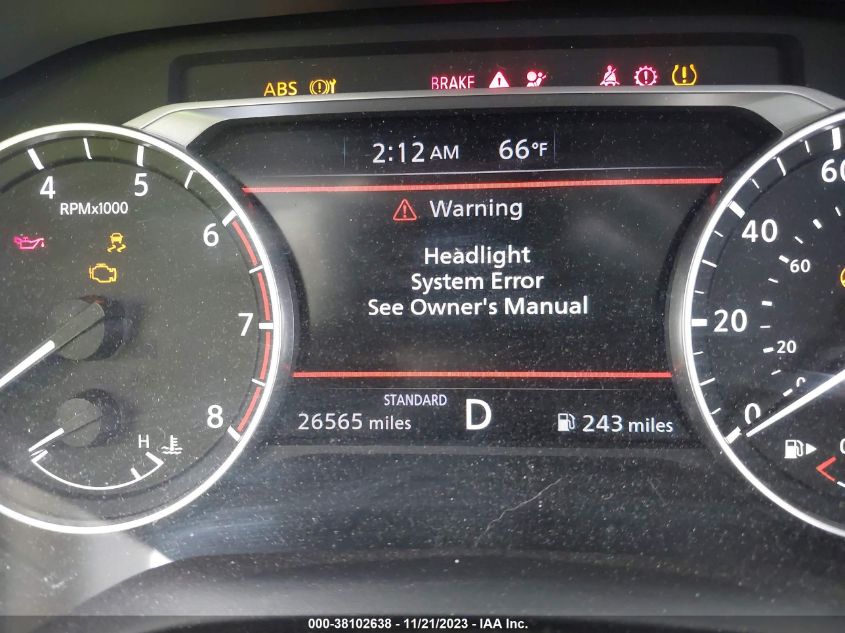 ABS BRAKE
2:12 AM 66°F
Warning
Headlight
System Error
See Owner's Manual
STANDARD
26565 miles D 243 miles
4 5 6 7 8
RPMx1000
H
60 40 20 0
60 20 0
000-38102638 - 11/21/2023 - IAA Inc.